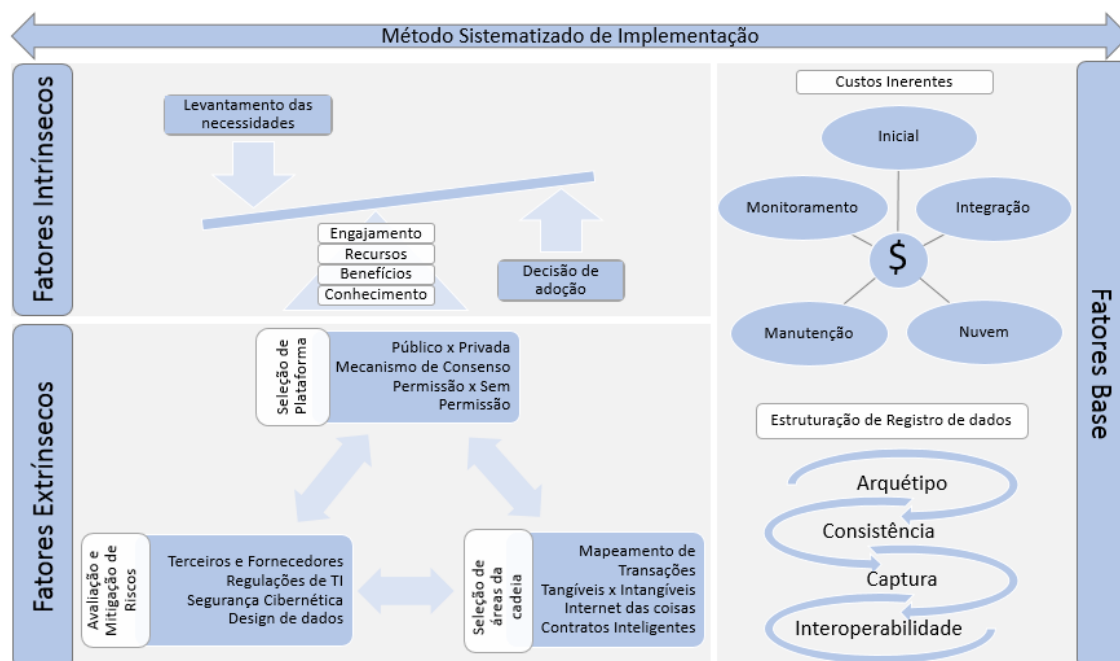 Método Sistematizado de Implementação
Fatores Intrínsecos
Levantamento das
necessidades
Engajamento
Recursos
Benefícios
Conhecimento
Decisão de
adoção
Fatores Extrínsecos
Seleção de
Plataforma
Público x Privada
Mecanismo de Consenso
Permissão x Sem
Permissão
Avaliação e
Mitigação de
Riscos
Terceiros e Fornecedores
Regulações de TI
Segurança Cibernética
Design de dados
Seleção de
áreas da
cadeia
Mapeamento de
Transações
Tangíveis x Intangíveis
Internet das coisas
Contratos Inteligentes
Fatores Base
Custos Inerentes
Inicial
Monitoramento
Integração
$
Manutenção
Nuvem
Estruturação de Registro de dados
Arquétipo
Consistência
Captura
Interoperabilidade